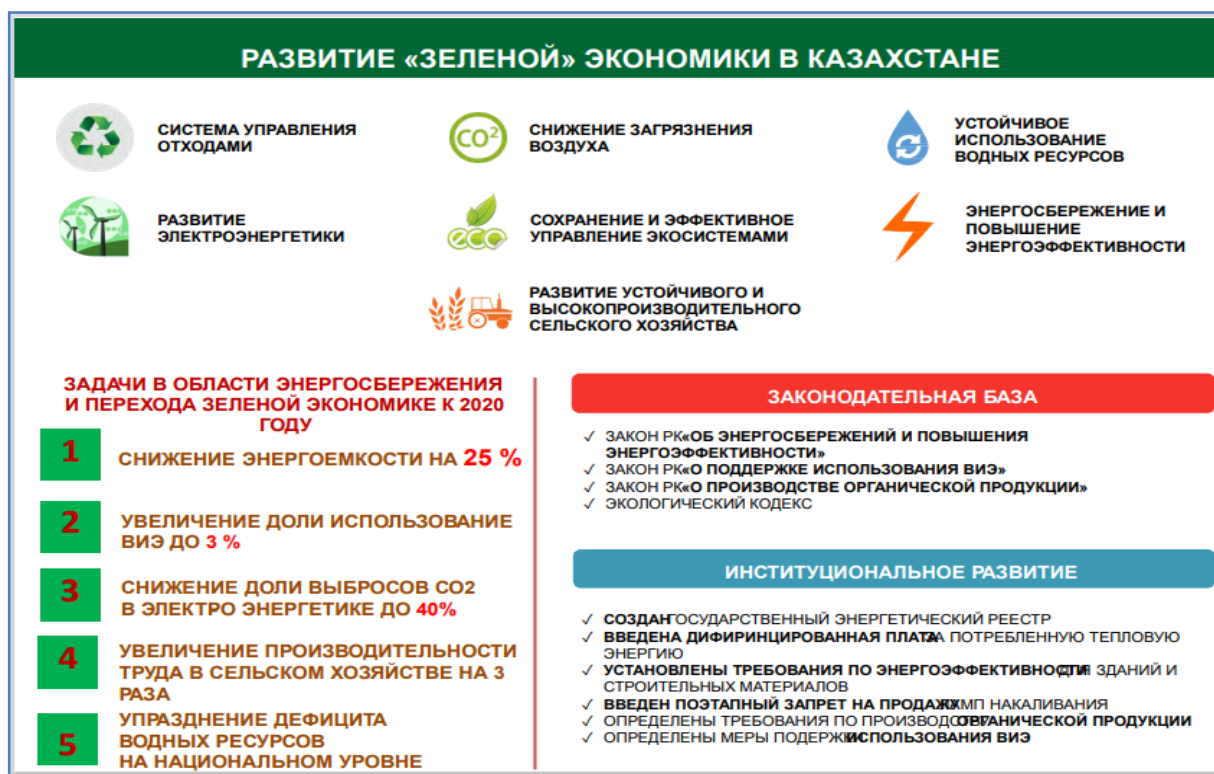 РАЗВИТИЕ «ЗЕЛЕНОЙ» ЭКОНОМИКИ В КАЗАХСТАНЕ
СИСТЕМА УПРАВЛЕНИЯ
ОТХОДАМИ
CO²
СНИЖЕНИЕ ЗАГРЯЗНЕНИЯ
ВОЗДУХА
УСТОЙЧИВОЕ
ИСПОЛЬЗОВАНИЕ
ВОДНЫХ РЕСУРСОВ
РАЗВИТИЕ
ЭЛЕКТРОЭНЕРГЕТИКИ
eco
СОХРАНЕНИЕ И ЭФФЕКТИВНОЕ
УПРАВЛЕНИЕ ЭКОСИСТЕМАМИ
ЭНЕРГОСБЕРЕЖЕНИЕ И
ПОВЫШЕНИЕ
ЭНЕРГОЭФФЕКТИВНОСТИ
РАЗВИТИЕ УСТОЙЧИВОГО И
ВЫСОКОПРОИЗВОДИТЕЛЬНОГО
СЕЛЬСКОГО ХОЗЯЙСТВА
ЗАДАЧИ В ОБЛАСТИ ЭНЕРГОСБЕРЕЖЕНИЯ
И ПЕРЕХОДА ЗЕЛЕНОЙ ЭКОНОМИКЕ К 2020
ГОДУ
1
СНИЖЕНИЕ ЭНЕРГОЕМКОСТИ НА 25 %
2
УВЕЛИЧЕНИЕ ДОЛИ ИСПОЛЬЗОВАНИЕ
ВИЭ ДО 3 %
3
СНИЖЕНИЕ ДОЛИ ВЫБРОСОВ СО2
В ЭЛЕКТРО ЭНЕРГЕТИКЕ ДО 40%
4
УВЕЛИЧЕНИЕ ПРОИЗВОДИТЕЛЬНОСТИ
ТРУДА В СЕЛЬСКОМ ХОЗЯЙСТВЕ НА 3
РАЗА
5
УПРАЗДНЕНИЕ ДЕФИЦИТА
ВОДНЫХ РЕСУРСОВ
НА НАЦИОНАЛЬНОМ УРОВНЕ
ЗАКОНОДАТЕЛЬНАЯ БАЗА
✓ ЗАКОН РК«ОБ ЭНЕРГОСБЕРЕЖЕНИЙ И ПОВЫШЕНИЯ
ЭНЕРГОЭФФЕКТИВНОСТИ»
✓ ЗАКОН РК«О ПОДДЕРЖКЕ ИСПОЛЬЗОВАНИЯ ВИЭ»
✓ ЗАКОН РК«О ПРОИЗВОДСТВЕ ОРГАНИЧЕСКОЙ ПРОДУКЦИИ»
✓ ЭКОЛОГИЧЕСКИЙ КОДЕКС
ИНСТИТУЦИОНАЛЬНОЕ РАЗВИТИЕ
✓ СОЗДАН ГОСУДАРСТВЕННЫЙ ЭНЕРГЕТИЧЕСКИЙ РЕЕСТР
✓ ВВЕДЕНА ДИФИРИНЦИРОВАННАЯ ПЛАТА ЗА ПОТРЕБЛЕННУЮ ТЕПЛОВУЮ
ЭНЕРГИЮ
✓ УСТАНОВЛЕНЫ ТРЕБОВАНИЯ ПО ЭНЕРГОЭФФЕКТИВНОСТИ ДЛЯ ЗДАНИЙ И
СТРОИТЕЛЬНЫХ МАТЕРИАЛОВ
✓ ВВЕДЕН ПОЭТАПНЫЙ ЗАПРЕТ НА ПРОДАЖУ ЛАМП НАКАЛИВАНИЯ
✓ ОПРЕДЕЛЕНЫ ТРЕБОВАНИЯ ПО ПРОИЗВОДСТВУ ОРГАНИЧЕСКОЙ ПРОДУКЦИИ
✓ ОПРЕДЕЛЕНЫ МЕРЫ ПОДЕРЖКИ ИСПОЛЬЗОВАНИЯ ВИЭ